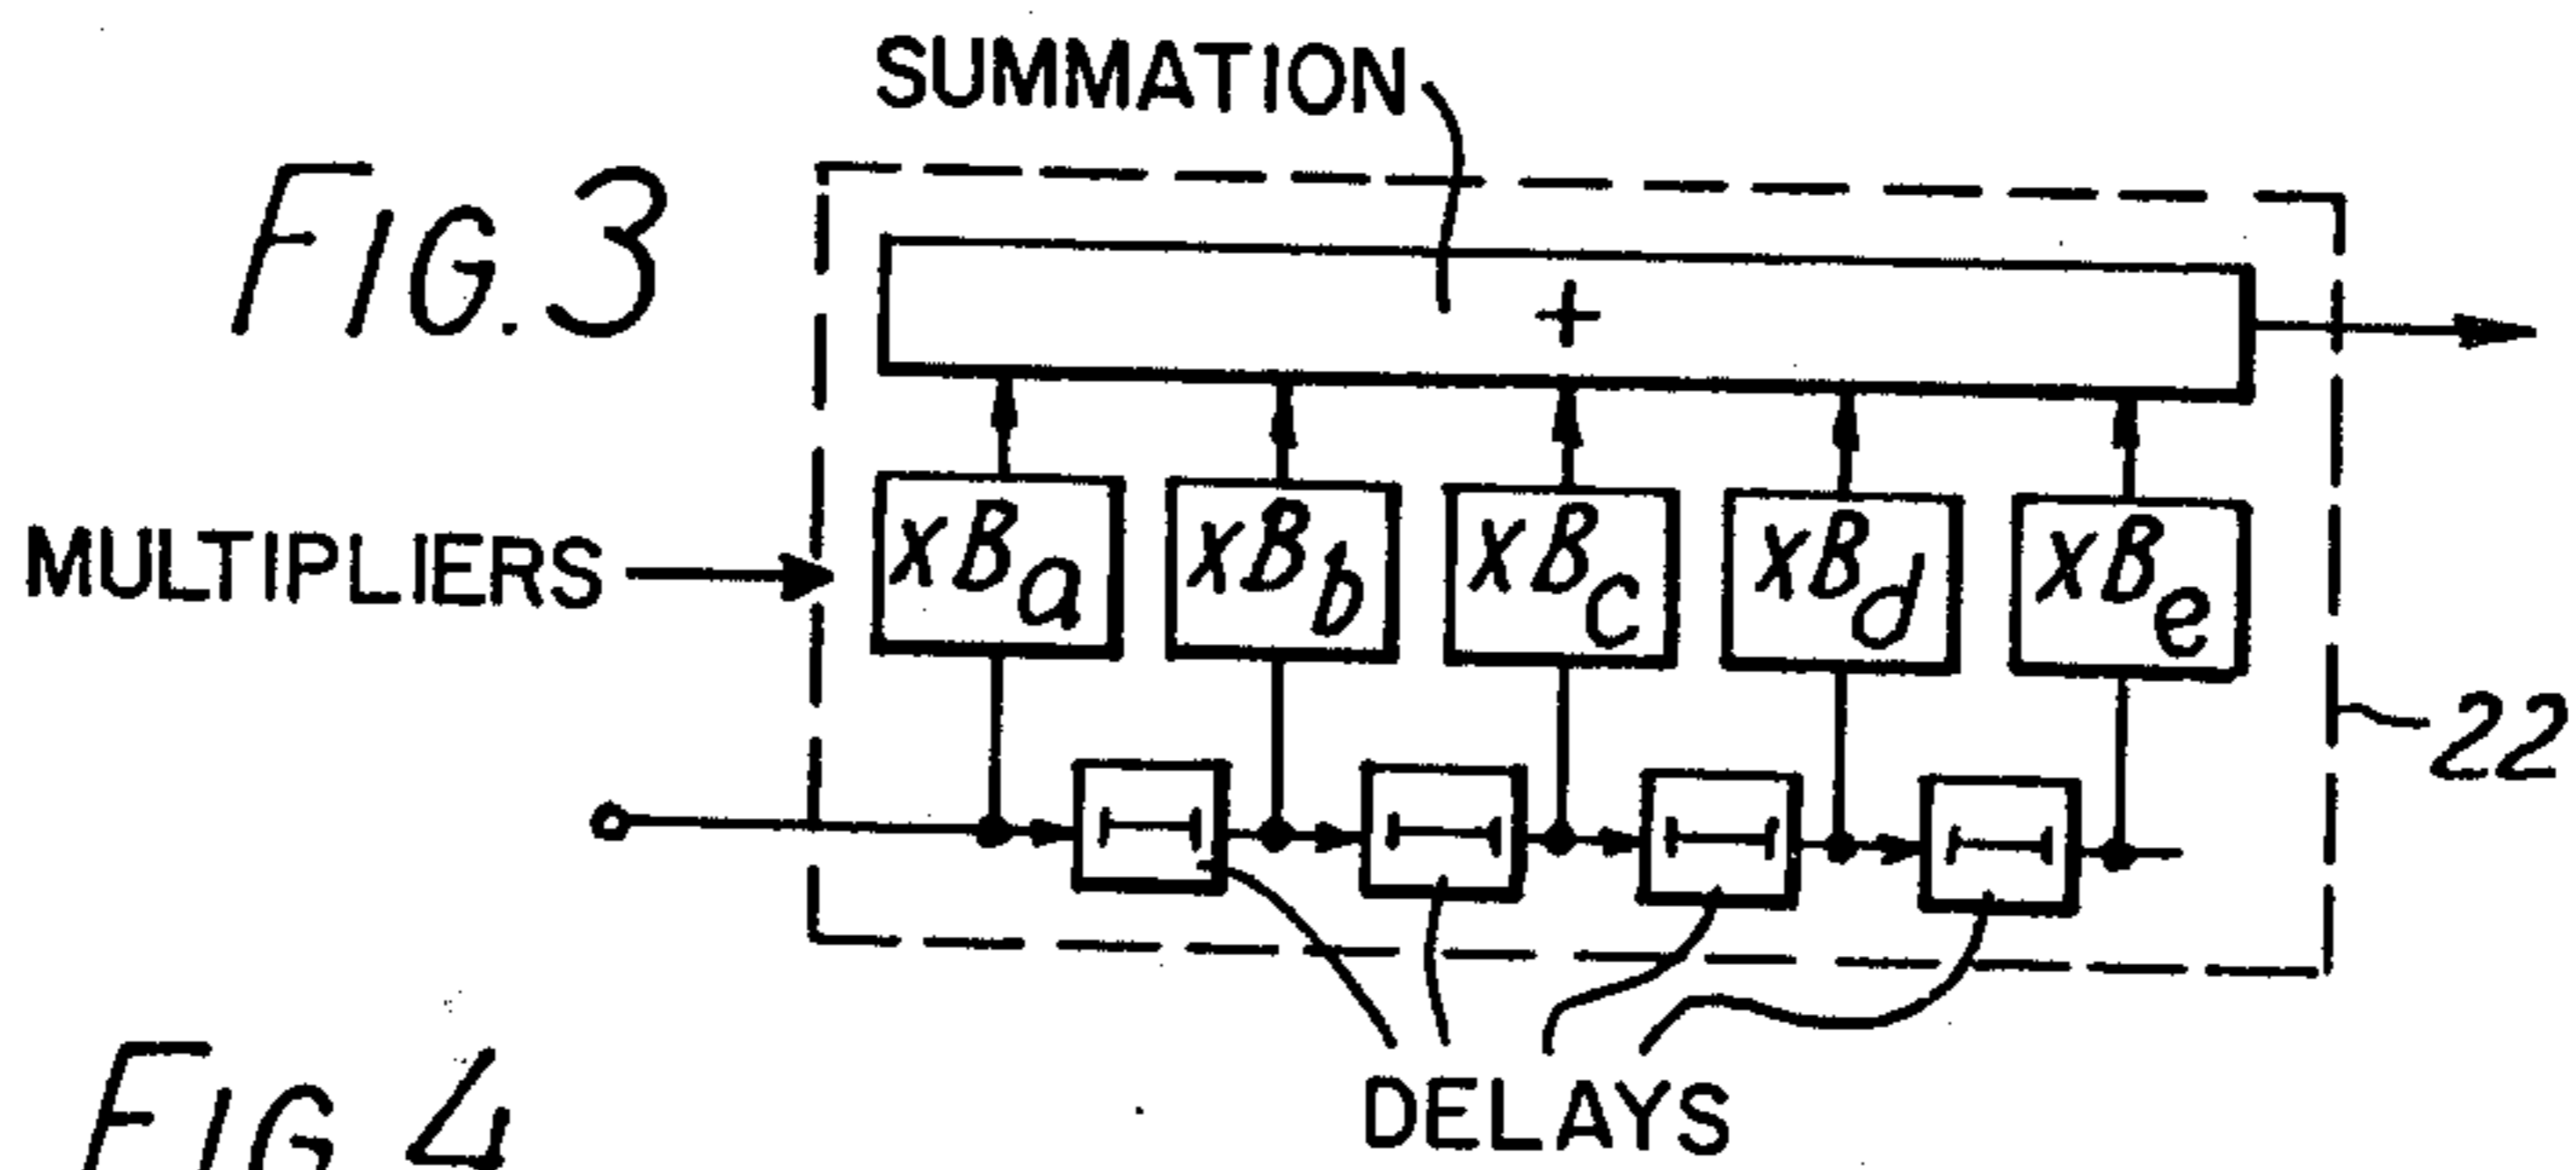 SUMMATION
FIG. 3
+
MULTIPLIERS
xBa xBb xBc xBd xBe
22
DELAYS
FIG 4